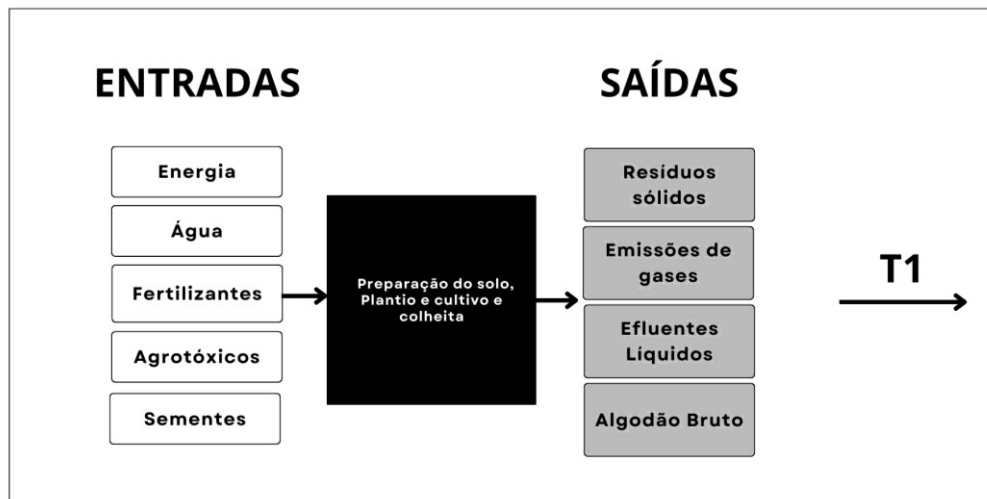 ENTRADAS
Energia
Água
Fertilizantes
Agrotóxicos
Sementes
Preparação do solo,
Plantio e cultivo e
colheita
SAÍDAS
Resíduos
sólidos
Emissões de
gases
Efluentes
Líquidos
Algodão Bruto
T1